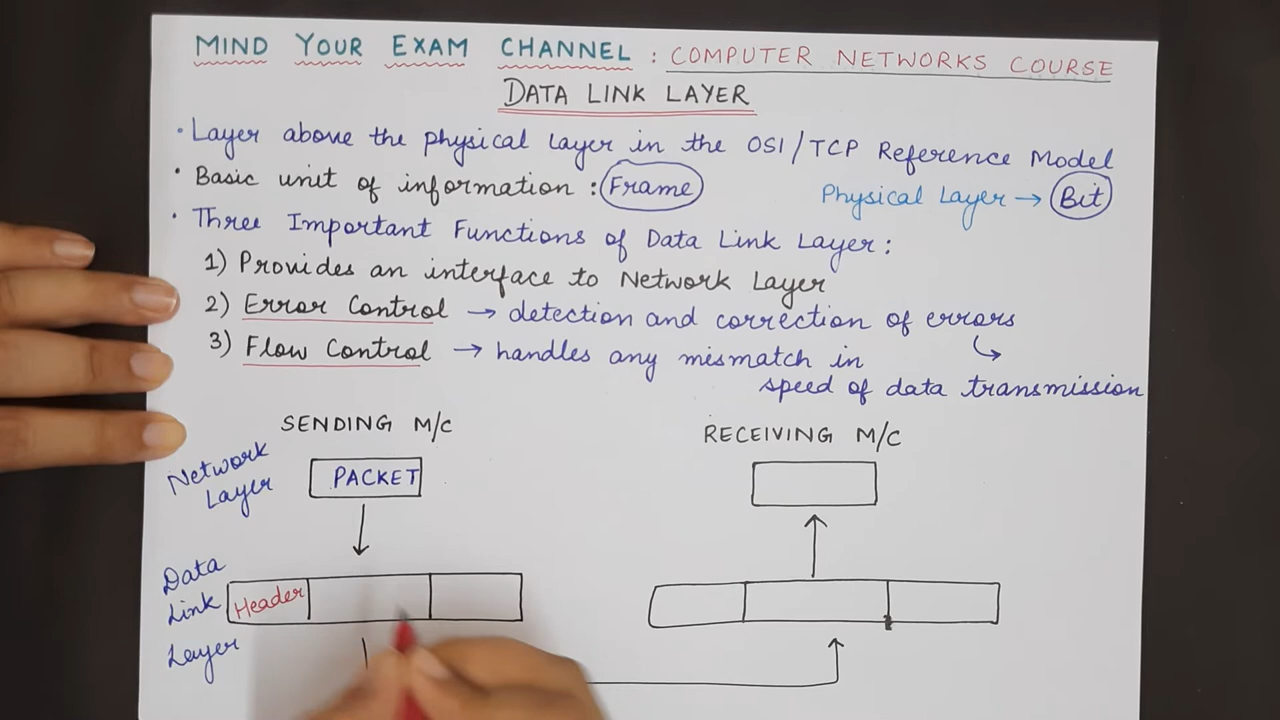 MIND YOUR EXAM CHANNEL : COMPUTER NETWORKS COURSE
DATA LINK LAYER
• Layer above the physical layer in the OSI/TCP Reference Model
• Basic unit of information : Frame Physical Layer → Bit
• Three Important Functions of Data Link Layer :
1) Provides an interface to Network Layer
2) Error Control → detection and correction of errors
3) Flow Control → handles any mismatch in
speed of data transmission
SENDING M/C
RECEIVING M/C
Network
Layer
PACKET
Data
Link
Layer
Header